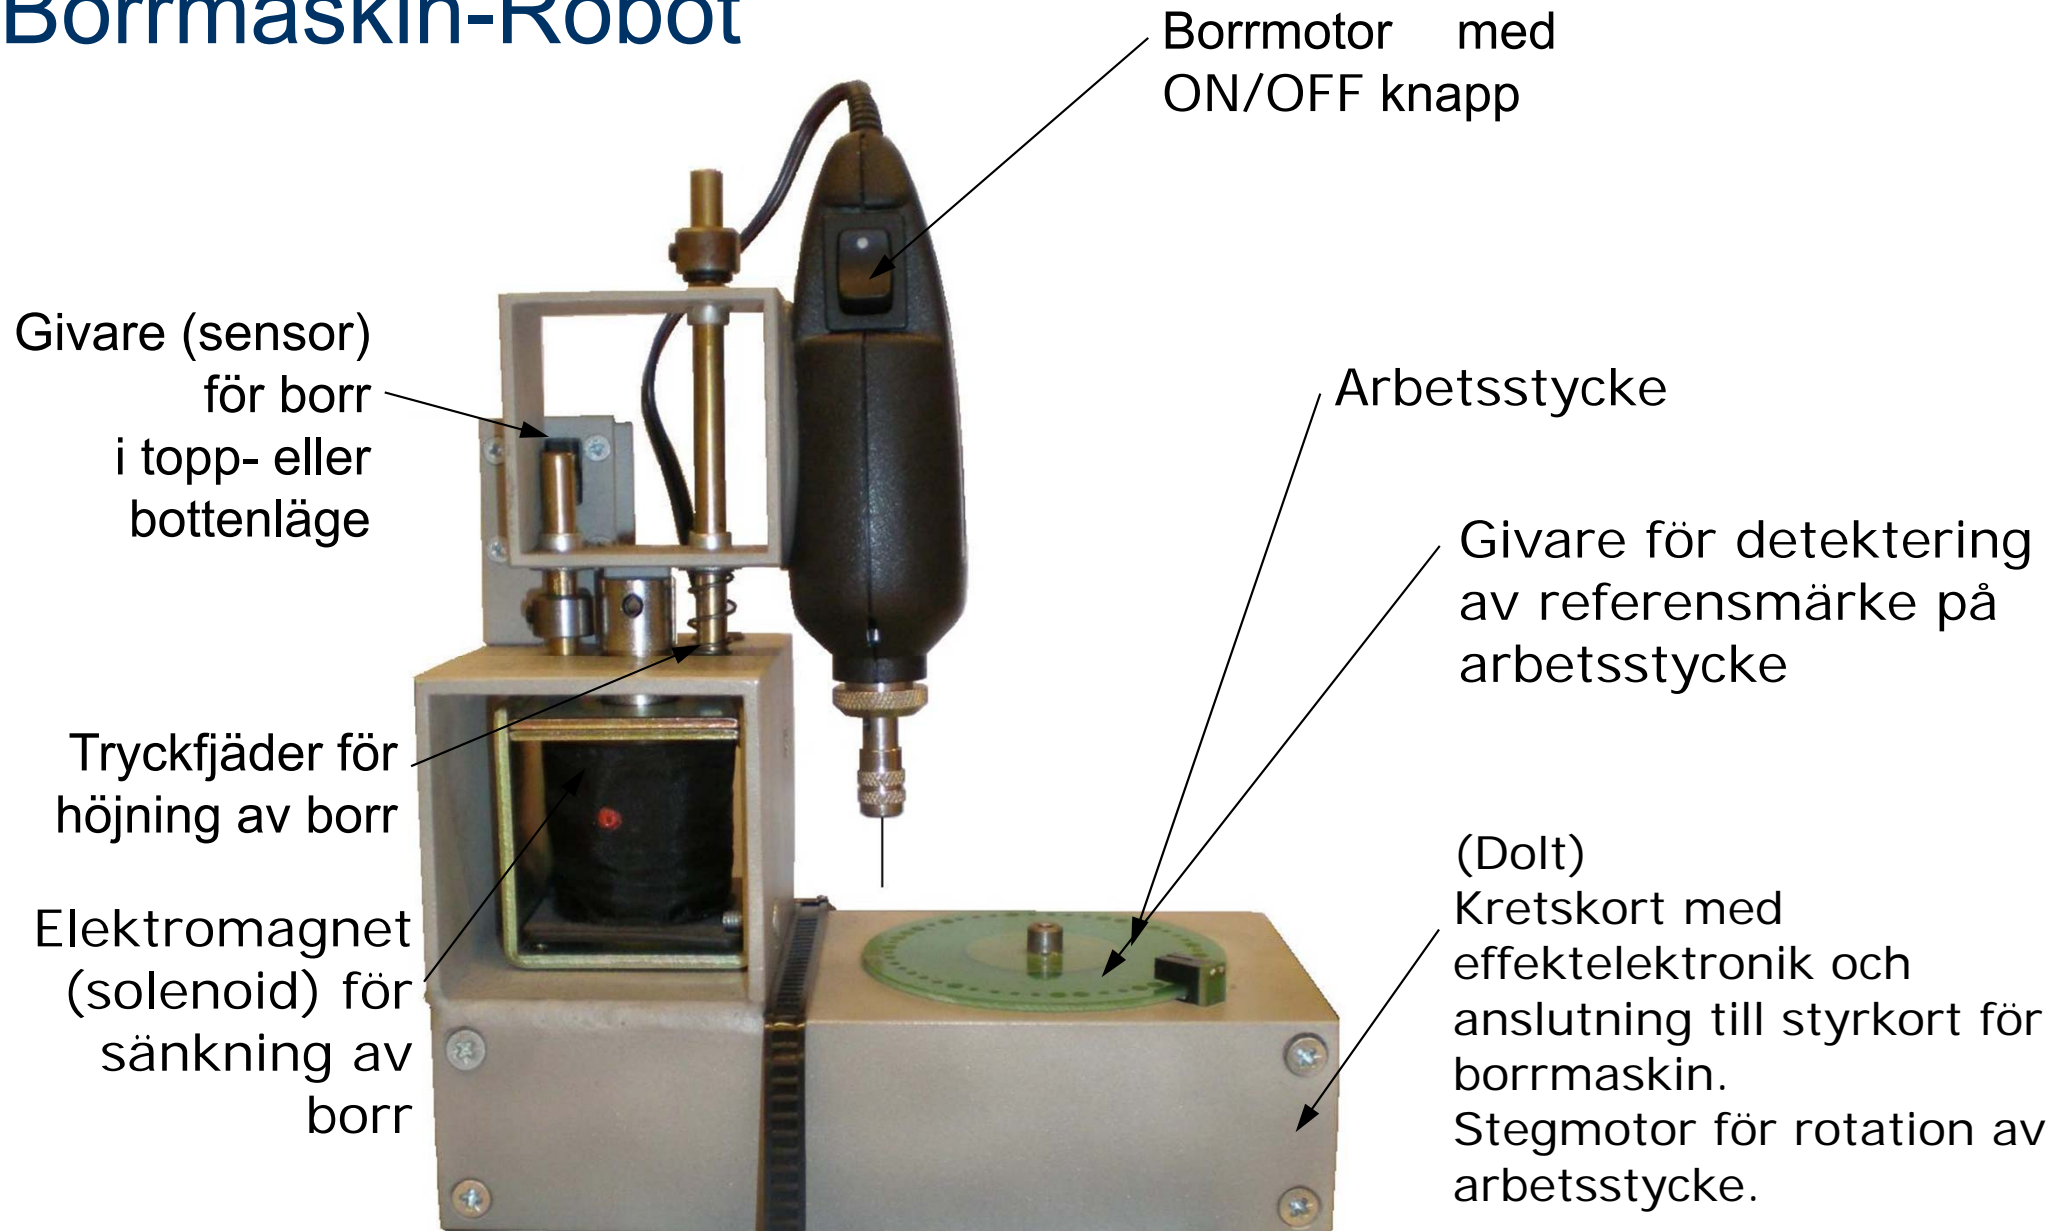 Borrmaskin-Robot
Borrmotor med
ON/OFF knapp
Givare (sensor)
för borr
i topp- eller
bottenläge
Arbetsstycke
Givare för detektering
av referensmärke på
arbetsstycke
Tryckfjäder för
höjning av borr
Elektromagnet
(solenoid) för
sänkning av
borr
(Dolt)
Kretskort med
effektelektronik och
anslutning till styrkort för
borrmaskin.
Stegmotor för rotation av
arbetsstycke.